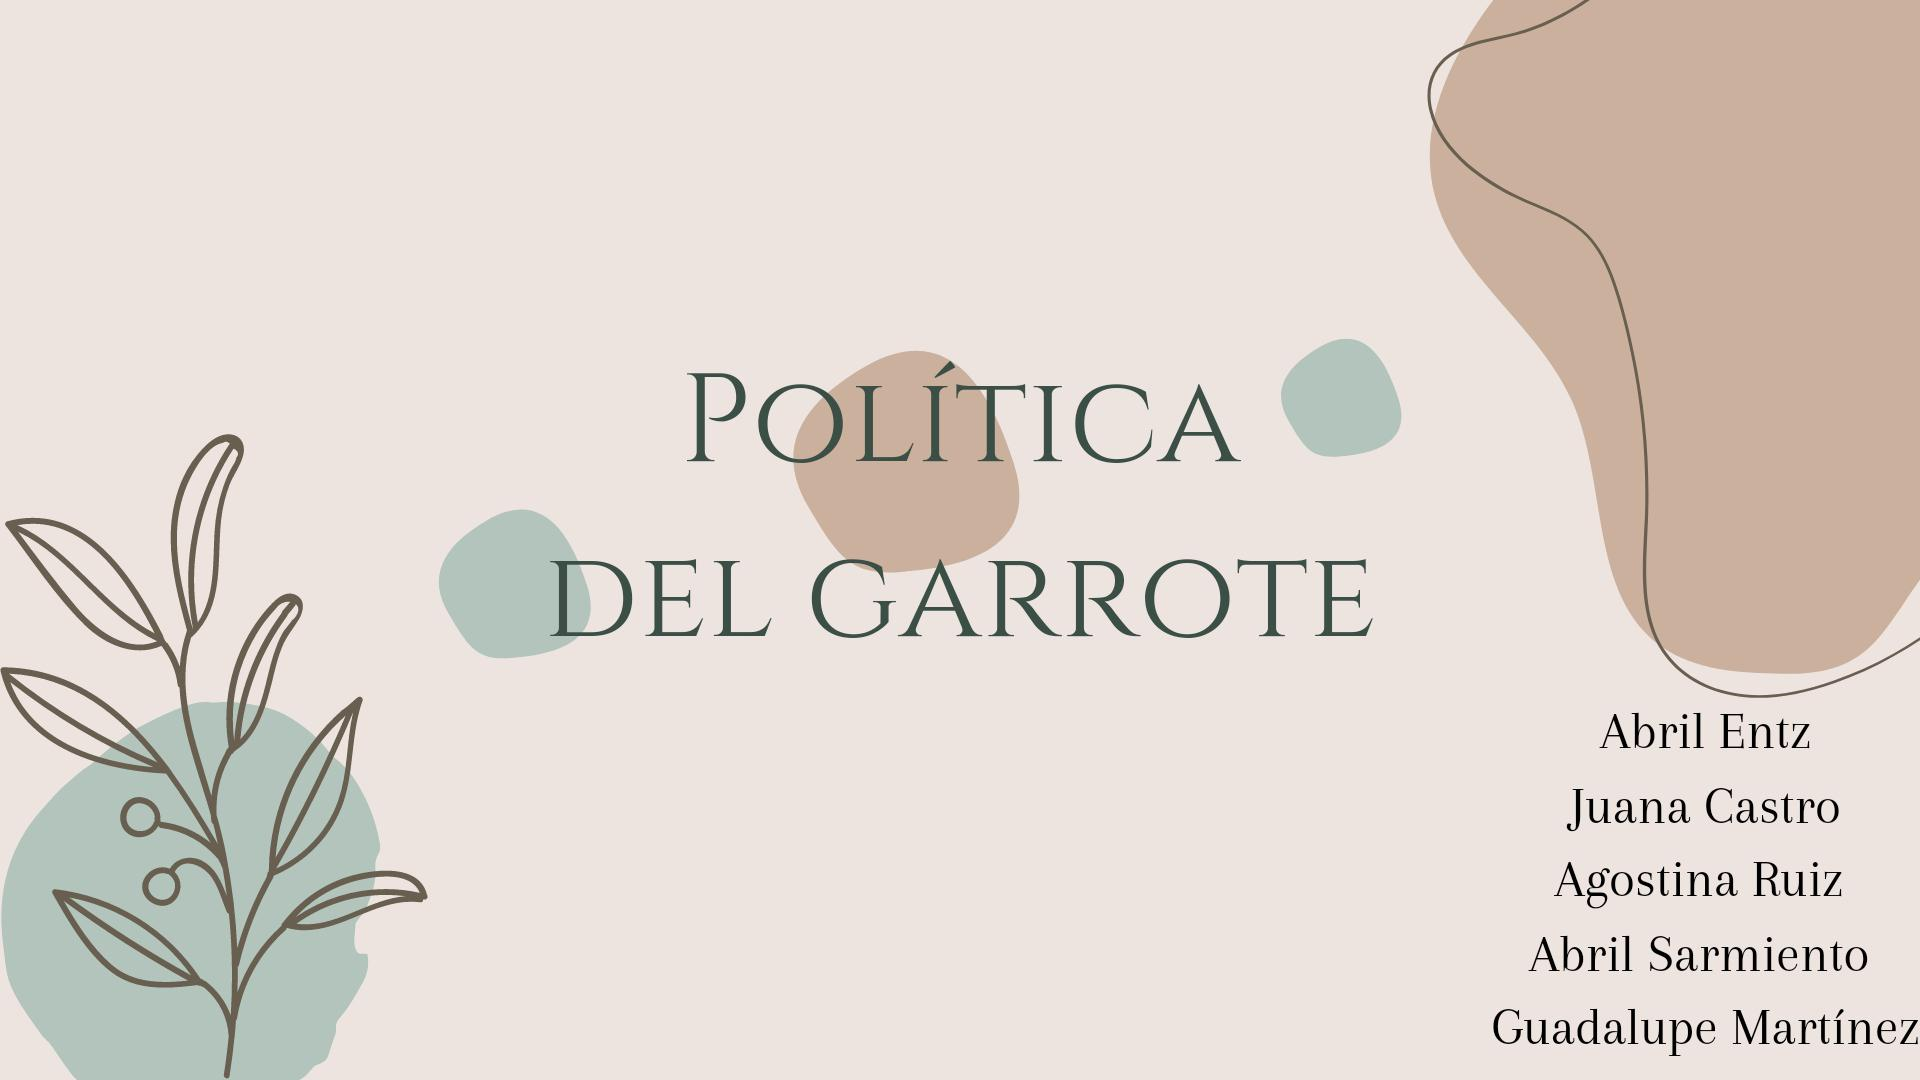 Política
del garrote
Abril Entz
Juana Castro
Agostina Ruiz
Abril Sarmiento
Guadalupe Martínez